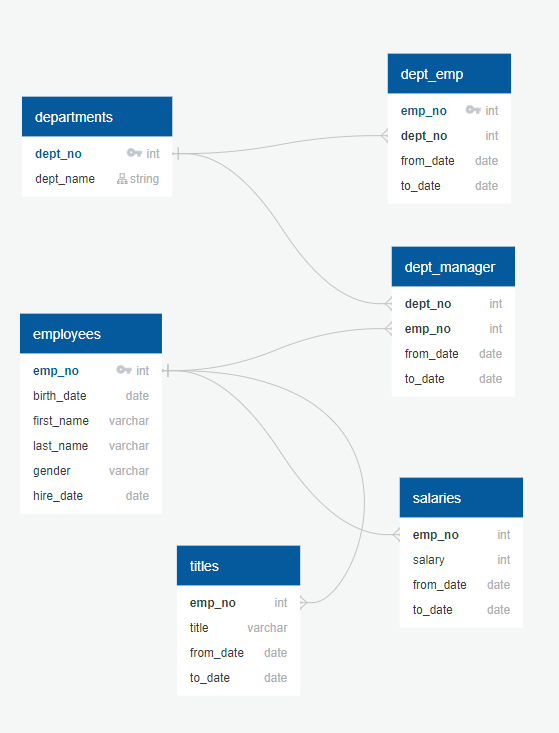 departments
dept_no int
dept_name string
dept_emp
emp_no int
dept_no int
from_date date
to_date date
dept_manager
dept_no int
emp_no int
from_date date
to_date date
employees
emp_no int
birth_date date
first_name varchar
last_name varchar
gender varchar
hire_date date
salaries
emp_no int
salary int
from_date date
to_date date
titles
emp_no int
title varchar
from_date date
to_date date